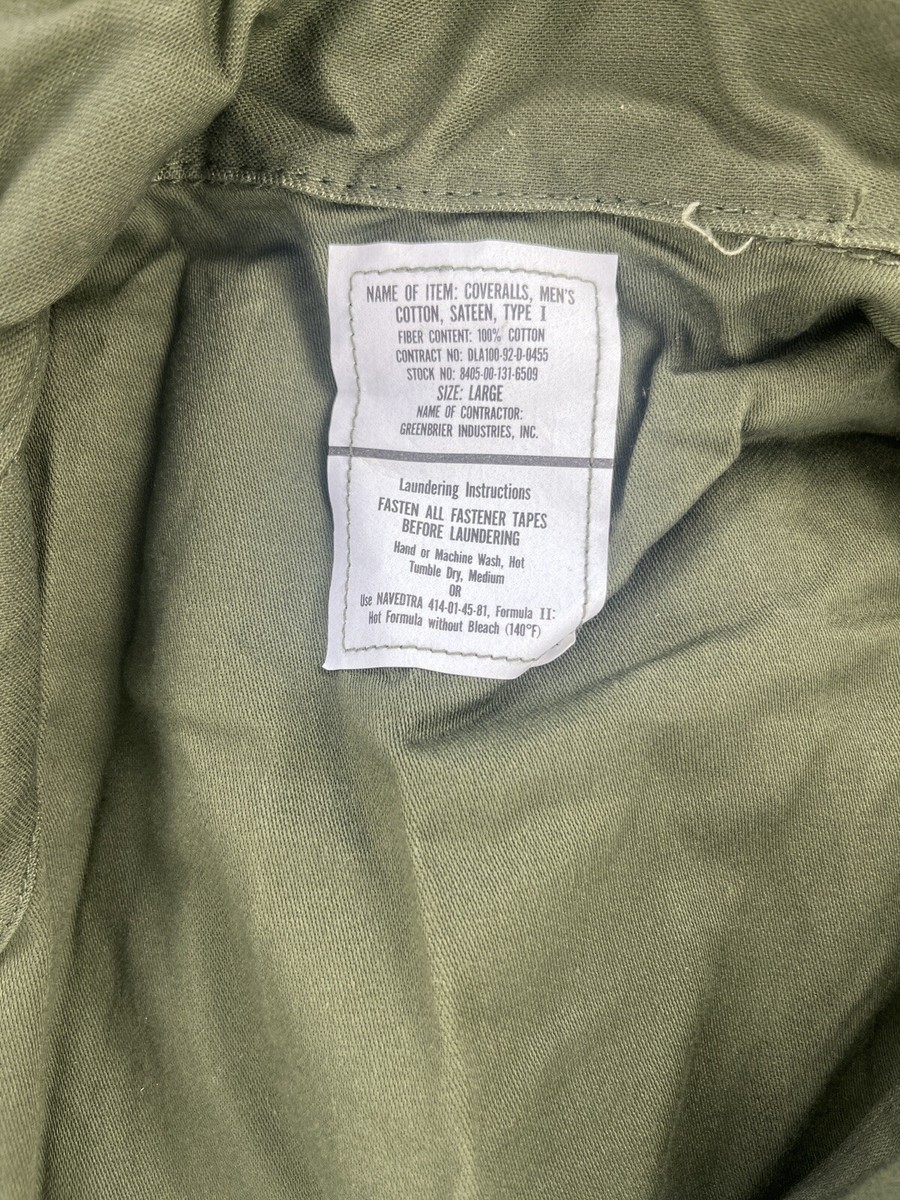 NAME OF ITEM: COVERALLS, MEN'S
COTTON, SATEEN, TYPE I
FIBER CONTENT: 100% COTTON
CONTRACT NO: DLA100-92-D-0455
STOCK NO: 8405-00-131-6509
SIZE: LARGE
NAME OF CONTRACTOR:
GREENBRIER INDUSTRIES, INC.
Laundering Instructions
FASTEN ALL FASTENER TAPES
BEFORE LAUNDERING
Hand or Machine Wash, Hot
Tumble Dry, Medium
OR
Use NAVEDTRA 414-01-45-81, Formula II:
Hot Formula without Bleach (140°F)